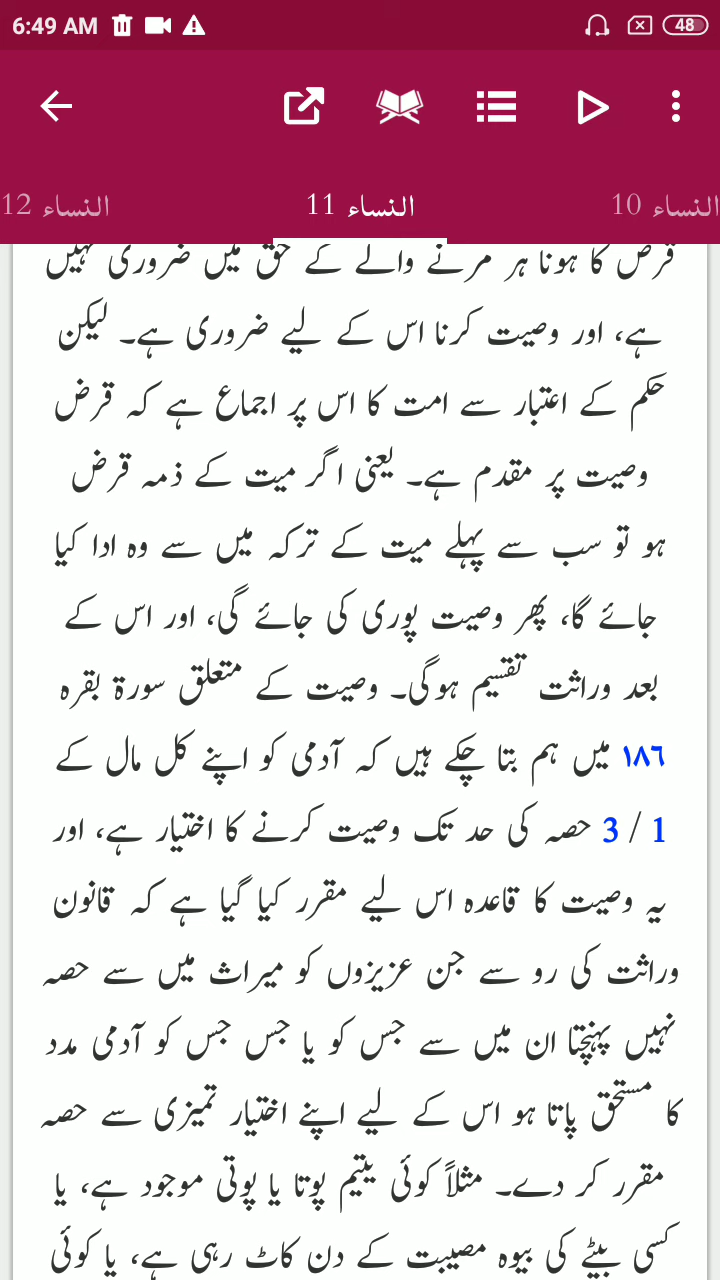 6:49 AM
48
النساء 12
النساء 11
النساء 10
قرض کا ہونا ہر مرنے والے کے حق میں ضروری نہیں
ہے، اور وصیت کرنا اس کے لیے ضروری ہے۔ لیکن
حکم کے اعتبار سے امت کا اس پر اجماع ہے کہ قرض
وصیت پر مقدم ہے۔ یعنی اگر میت کے ذمہ قرض
ہو تو سب سے پہلے میت کے ترکہ میں سے وہ ادا کیا
جائے گا، پھر وصیت پوری کی جائے گی، اور اس کے
بعد وراثت تقسیم ہوگی۔ وصیت کے متعلق سورۃ بقرہ
١٨٦ میں ہم بتا چکے ہیں کہ آدمی کو اپنے کل مال کے
1 / 3 حصہ کی حد تک وصیت کرنے کا اختیار ہے، اور
یہ وصیت کا قاعدہ اس لیے مقرر کیا گیا ہے کہ قانون
وراثت کی رو سے جن عزیزوں کو میراث میں سے حصہ
نہیں پہنچتا ان میں سے جس کو یا جس جس کو آدمی مدد
کا مستحق پاتا ہو اس کے لیے اپنے اختیار تمیزی سے حصہ
مقرر کر دے۔ مثلاً کوئی یتیم پوتا یا پوتی موجود ہے، یا
کسی بیٹے کی بیوہ مصیبت کے دن کاٹ رہی ہے، یا کوئی